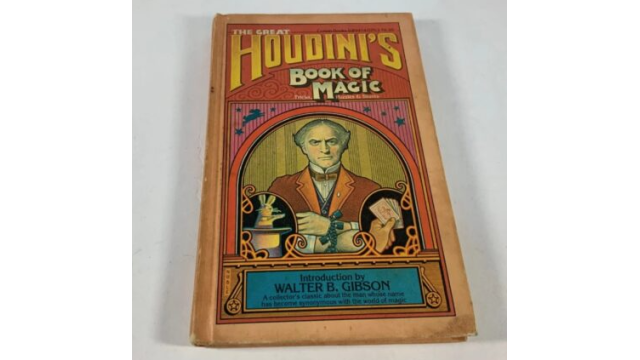 THE GREAT
HOUDINI'S
BOOK OF
MAGIC
Introduction by
WALTER B. GIBSON
A collector's classic about the man whose name
has become synonymous with the world of magic